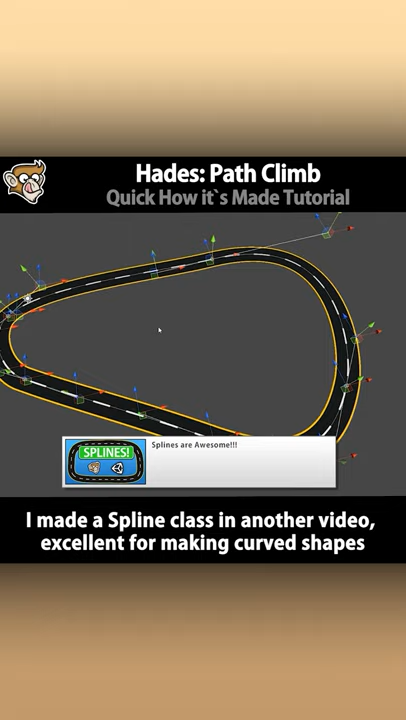 Hades: Path Climb
Quick How it`s Made Tutorial
SPLINES!
Splines are Awesome!!!
I made a Spline class in another video,
excellent for making curved shapes